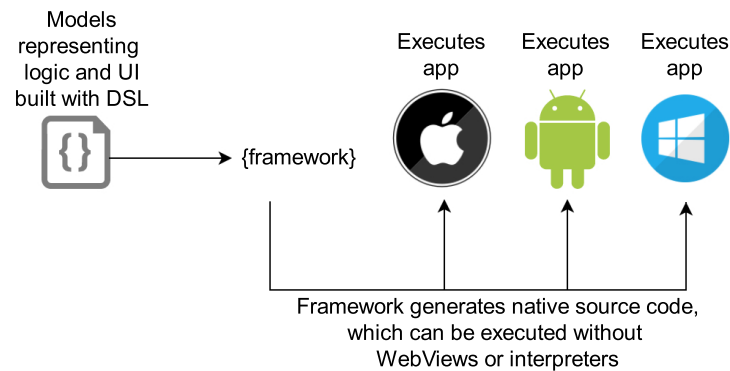 Models
representing
logic and UI
built with DSL
{}
{framework}
Executes
app
Executes
app
Executes
app
Framework generates native source code,
which can be executed without
WebViews or interpreters